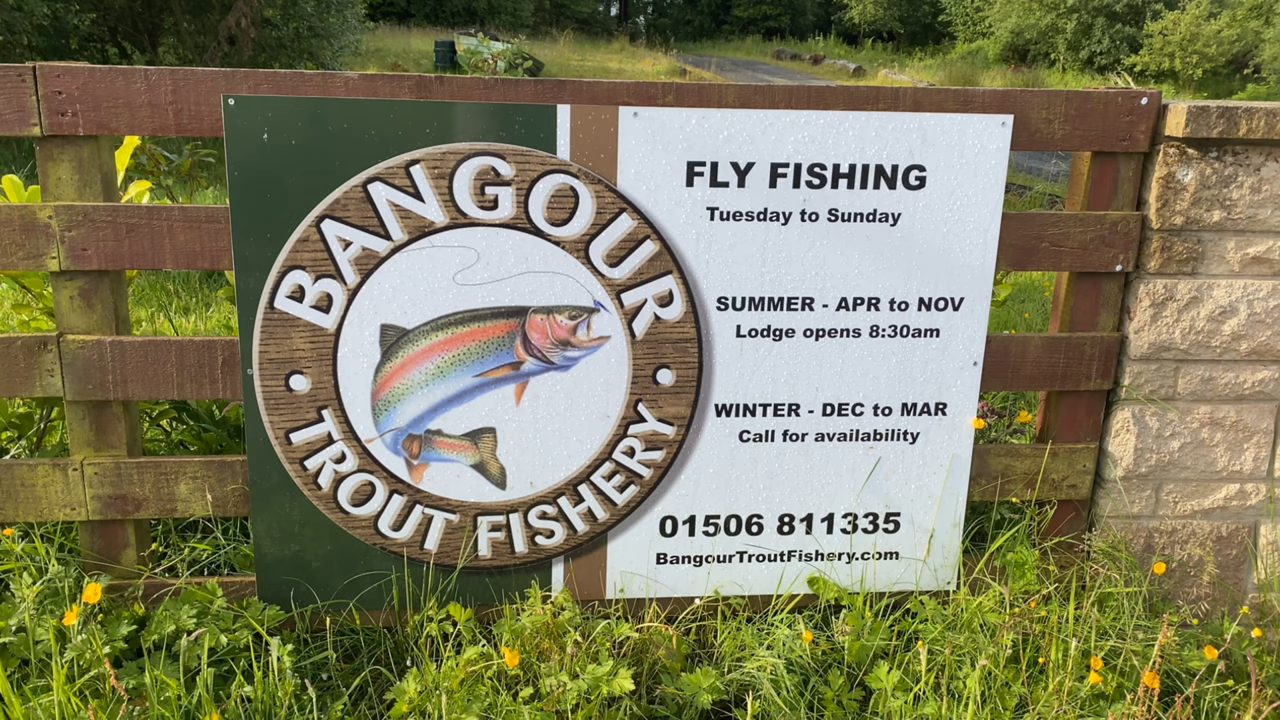 BANGOUR
TROUT FISHERY
FLY FISHING
Tuesday to Sunday
SUMMER - APR to NOV
Lodge opens 8:30am
WINTER - DEC to MAR
Call for availability
01506 811335
BangourTroutFishery.com